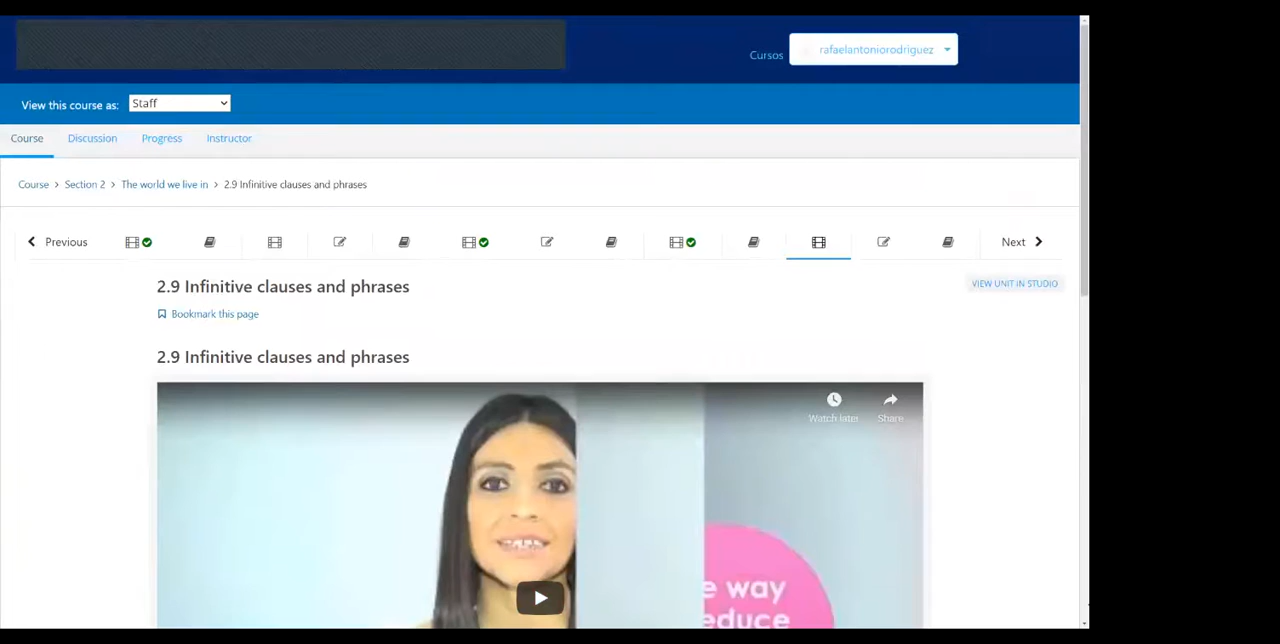 Cursos
rafaelantoniorodriguez
View this course as: Staff
Course Discussion Progress Instructor
Course > Section 2 > The world we live in > 2.9 Infinitive clauses and phrases
Previous
Next
2.9 Infinitive clauses and phrases
VIEW UNIT IN STUDIO
Bookmark this page
2.9 Infinitive clauses and phrases
Watch later
Share
e way
educe